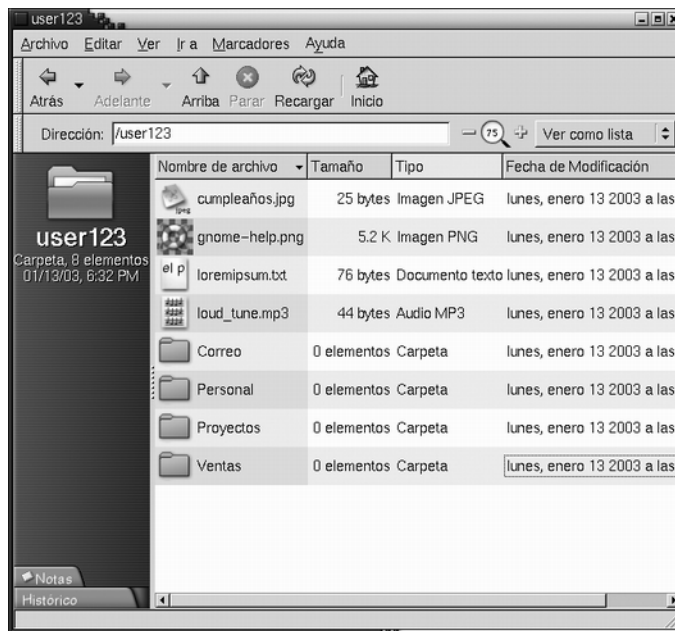 user123
Archivo Editar Ver Ir a Marcadores Ayuda
Atrás Adelante Arriba Parar Recargar Inicio
Dirección: /user123 75 Ver como lista
Nombre de archivo Tamaño Tipo Fecha de Modificación
user123
Carpeta, 8 elementos
01/13/03, 6:32 PM
cumpleaños.jpg 25 bytes Imagen JPEG lunes, enero 13 2003 a las
gnome-help.png 5.2 K Imagen PNG lunes, enero 13 2003 a las
el p loremipsum.txt 76 bytes Documento texto lunes, enero 13 2003 a las
loud_tune.mp3 44 bytes Audio MP3 lunes, enero 13 2003 a las
Correo 0 elementos Carpeta lunes, enero 13 2003 a las
Personal 0 elementos Carpeta lunes, enero 13 2003 a las
Proyectos 0 elementos Carpeta lunes, enero 13 2003 a las
Ventas 0 elementos Carpeta lunes, enero 13 2003 a las
Notas
Histórico